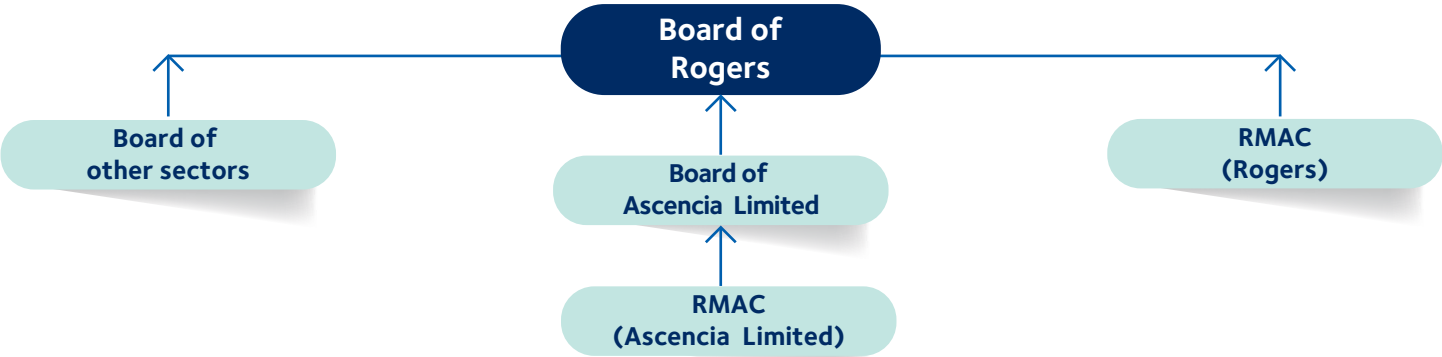 Board of
Rogers
Board of
other sectors
RMAC
(Rogers)
Board of
Ascencia Limited
RMAC
(Ascencia Limited)